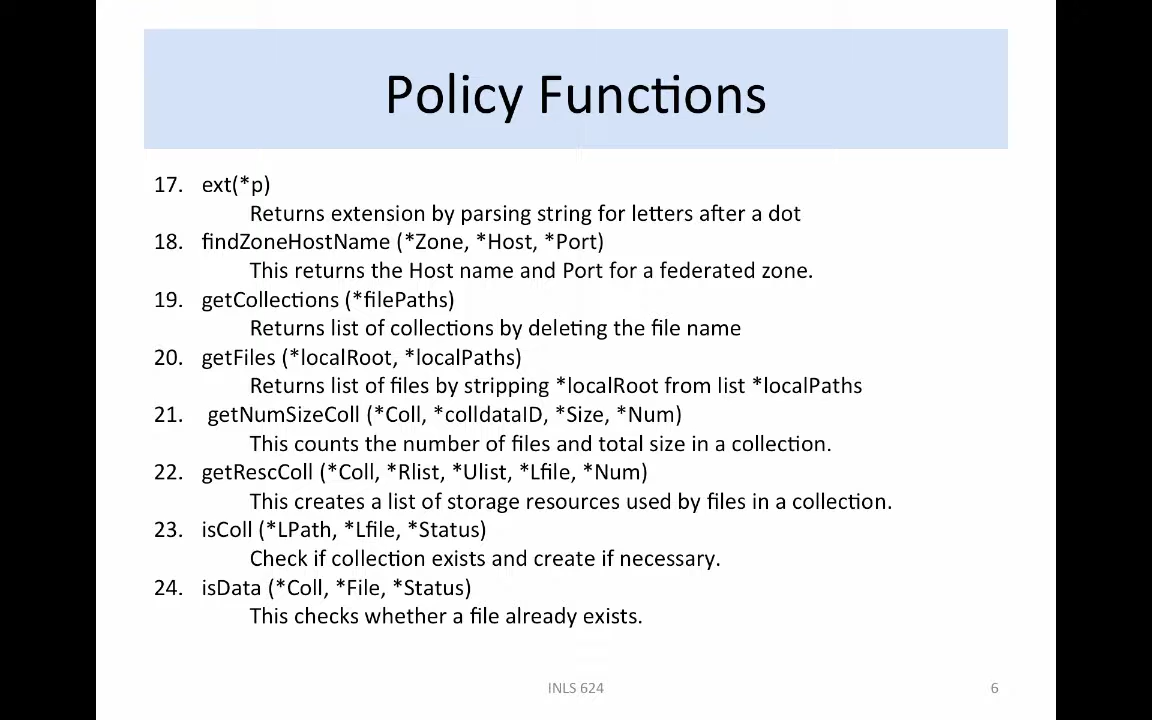 Policy Functions
17. ext(*p)
Returns extension by parsing string for letters after a dot
18. findZoneHostName (*Zone, *Host, *Port)
This returns the Host name and Port for a federated zone.
19. getCollections (*filePaths)
Returns list of collections by deleting the file name
20. getFiles (*localRoot, *localPaths)
Returns list of files by stripping *localRoot from list *localPaths
21. getNumSizeColl (*Coll, *colldataID, *Size, *Num)
This counts the number of files and total size in a collection.
22. getRescColl (*Coll, *Rlist, *Ulist, *Lfile, *Num)
This creates a list of storage resources used by files in a collection.
23. isColl (*LPath, *Lfile, *Status)
Check if collection exists and create if necessary.
24. isData (*Coll, *File, *Status)
This checks whether a file already exists.
INLS 624
6